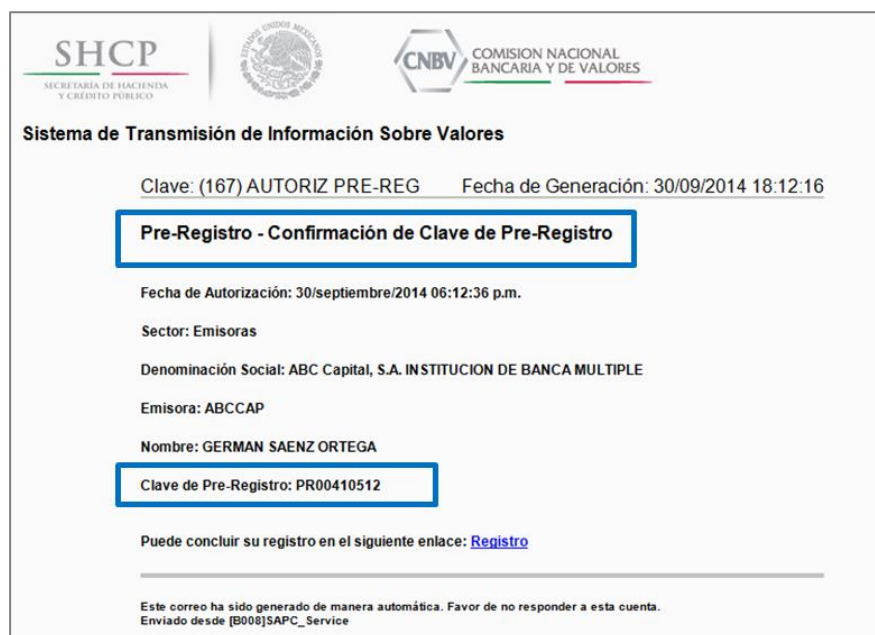 SHCP
SECRETARÍA DE HACIENDA
Y CRÉDITO PÚBLICO
ESTADOS UNIDOS MEXICANOS
CNBV
COMISION NACIONAL
BANCARIA Y DE VALORES
Sistema de Transmisión de Información Sobre Valores
Clave: (167) AUTORIZ PRE-REG Fecha de Generación: 30/09/2014 18:12:16
Pre-Registro - Confirmación de Clave de Pre-Registro
Fecha de Autorización: 30/septiembre/2014 06:12:36 p.m.
Sector: Emisoras
Denominación Social: ABC Capital, S.A. INSTITUCION DE BANCA MULTIPLE
Emisora: ABCCAP
Nombre: GERMAN SAENZ ORTEGA
Clave de Pre-Registro: PR00410512
Puede concluir su registro en el siguiente enlace: Registro
Este correo ha sido generado de manera automática. Favor de no responder a esta cuenta.
Enviado desde [B008]SAPC_Service